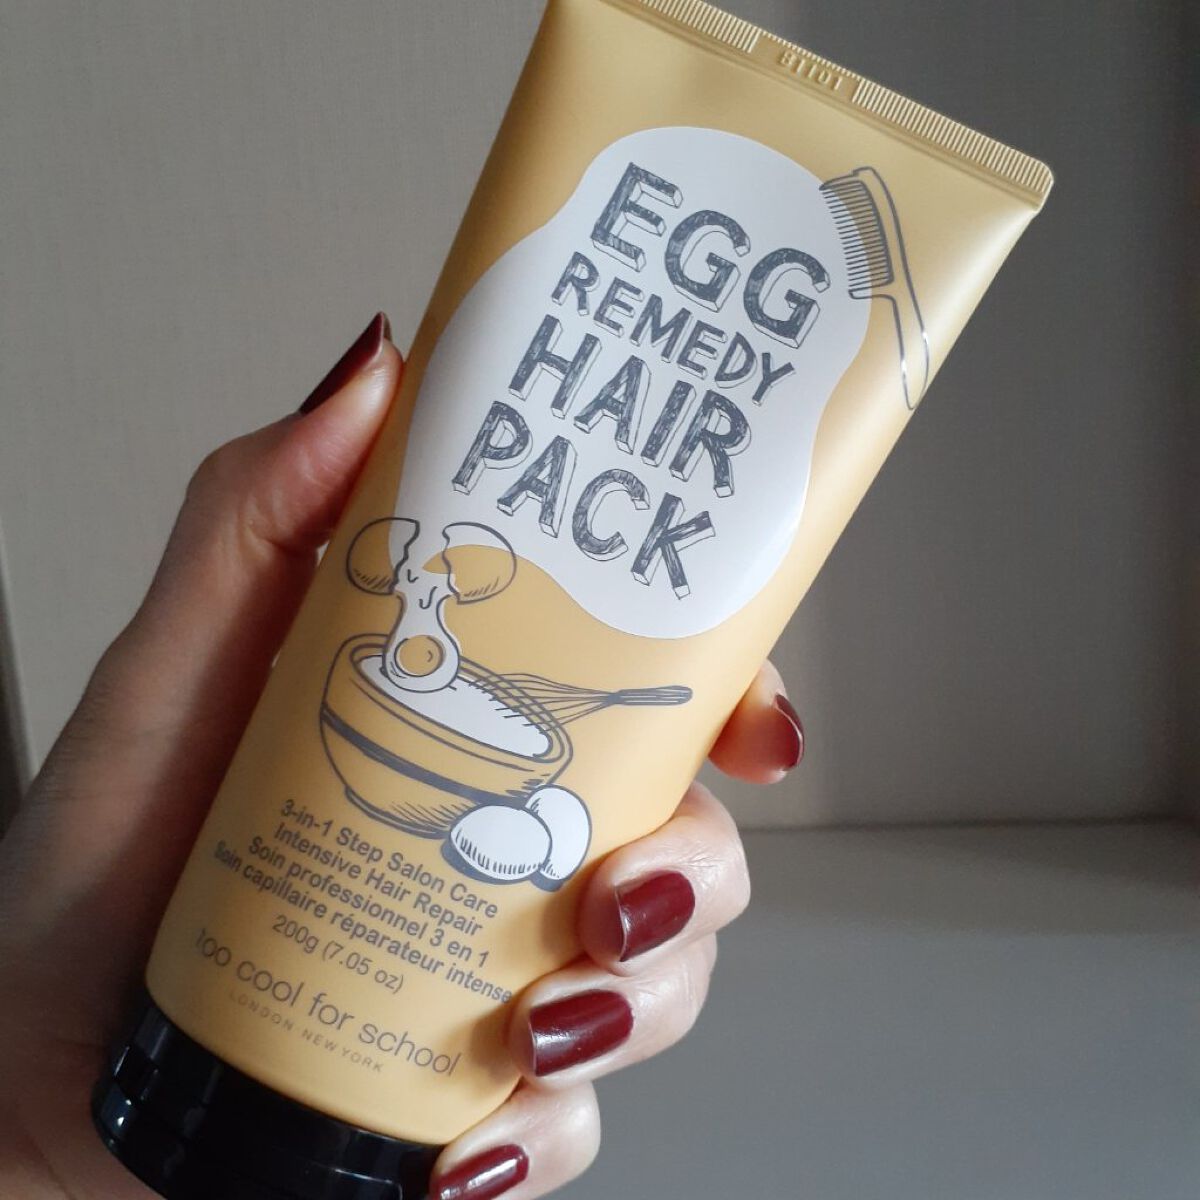 EGG
REMEDY
HAIR
PACK
3-in-1 Step Salon Care
Intensive Hair Repair
Soin professionnel 3 en 1
Soin capillaire réparateur intense
200g (7.05 oz)
too cool for school
LONDON NEW YORK